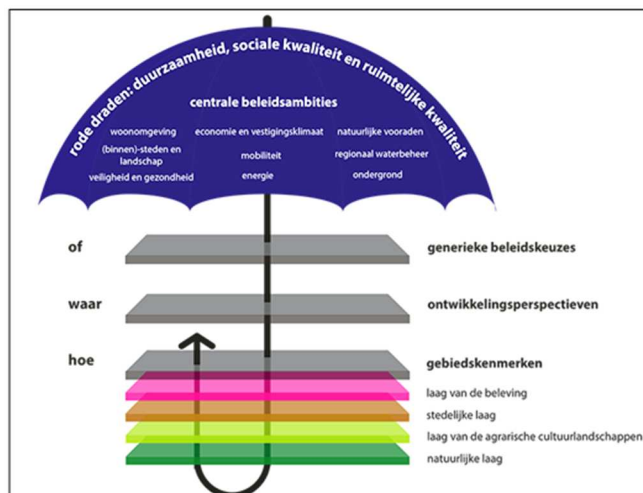 rode draden: duurzaamheid, sociale kwaliteit en ruimtelijke kwaliteit
centrale beleidsambities
woonomgeving
economie en vestigingsklimaat
natuurlijke vooraden
(binnen)-steden en
landschap
mobiliteit
regionaal waterbeheer
veiligheid en gezondheid
energie
ondergrond
of
generieke beleidskeuzes
waar
ontwikkelingsperspectieven
hoe
gebiedskenmerken
laag van de beleving
stedelijke laag
laag van de agrarische cultuurlandschappen
natuurlijke laag